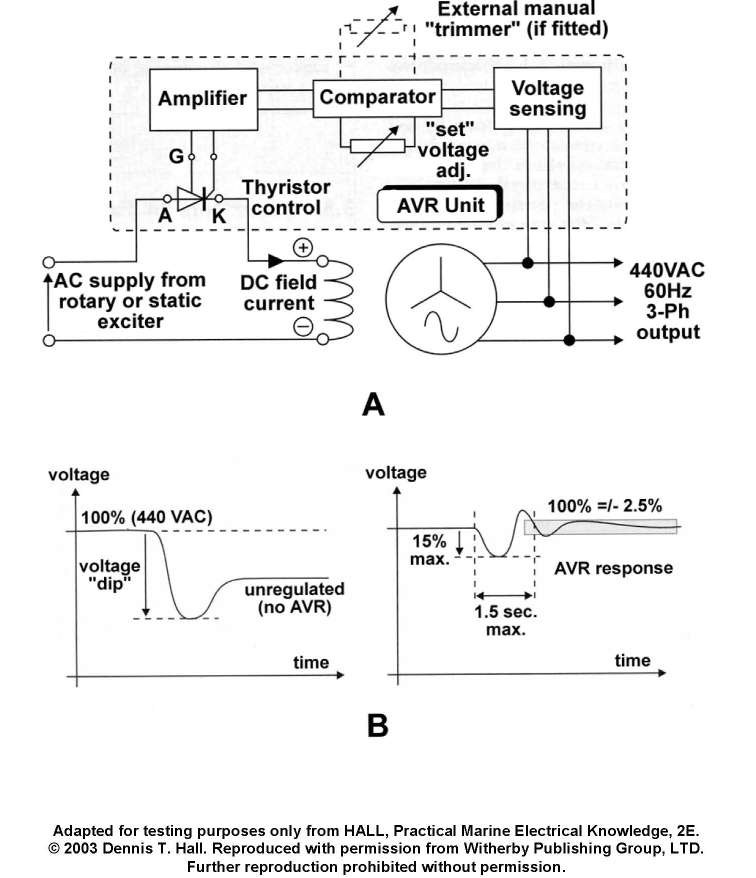 External manual
"trimmer" (if fitted)
Amplifier
Comparator
Voltage
sensing
"set"
voltage
adj.
G
Thyristor
control
A
K
AVR Unit
+
AC supply from
rotary or static
exciter
DC field
current
−
440VAC
60Hz
3-Ph
output
A
voltage
100% (440 VAC)
voltage
"dip"
unregulated
(no AVR)
time
voltage
100% =/- 2.5%
15%
max.
AVR response
1.5 sec.
max.
time
B
Adapted for testing purposes only from HALL, Practical Marine Electrical Knowledge, 2E.
© 2003 Dennis T. Hall. Reproduced with permission from Witherby Publishing Group, LTD.
Further reproduction prohibited without permission.